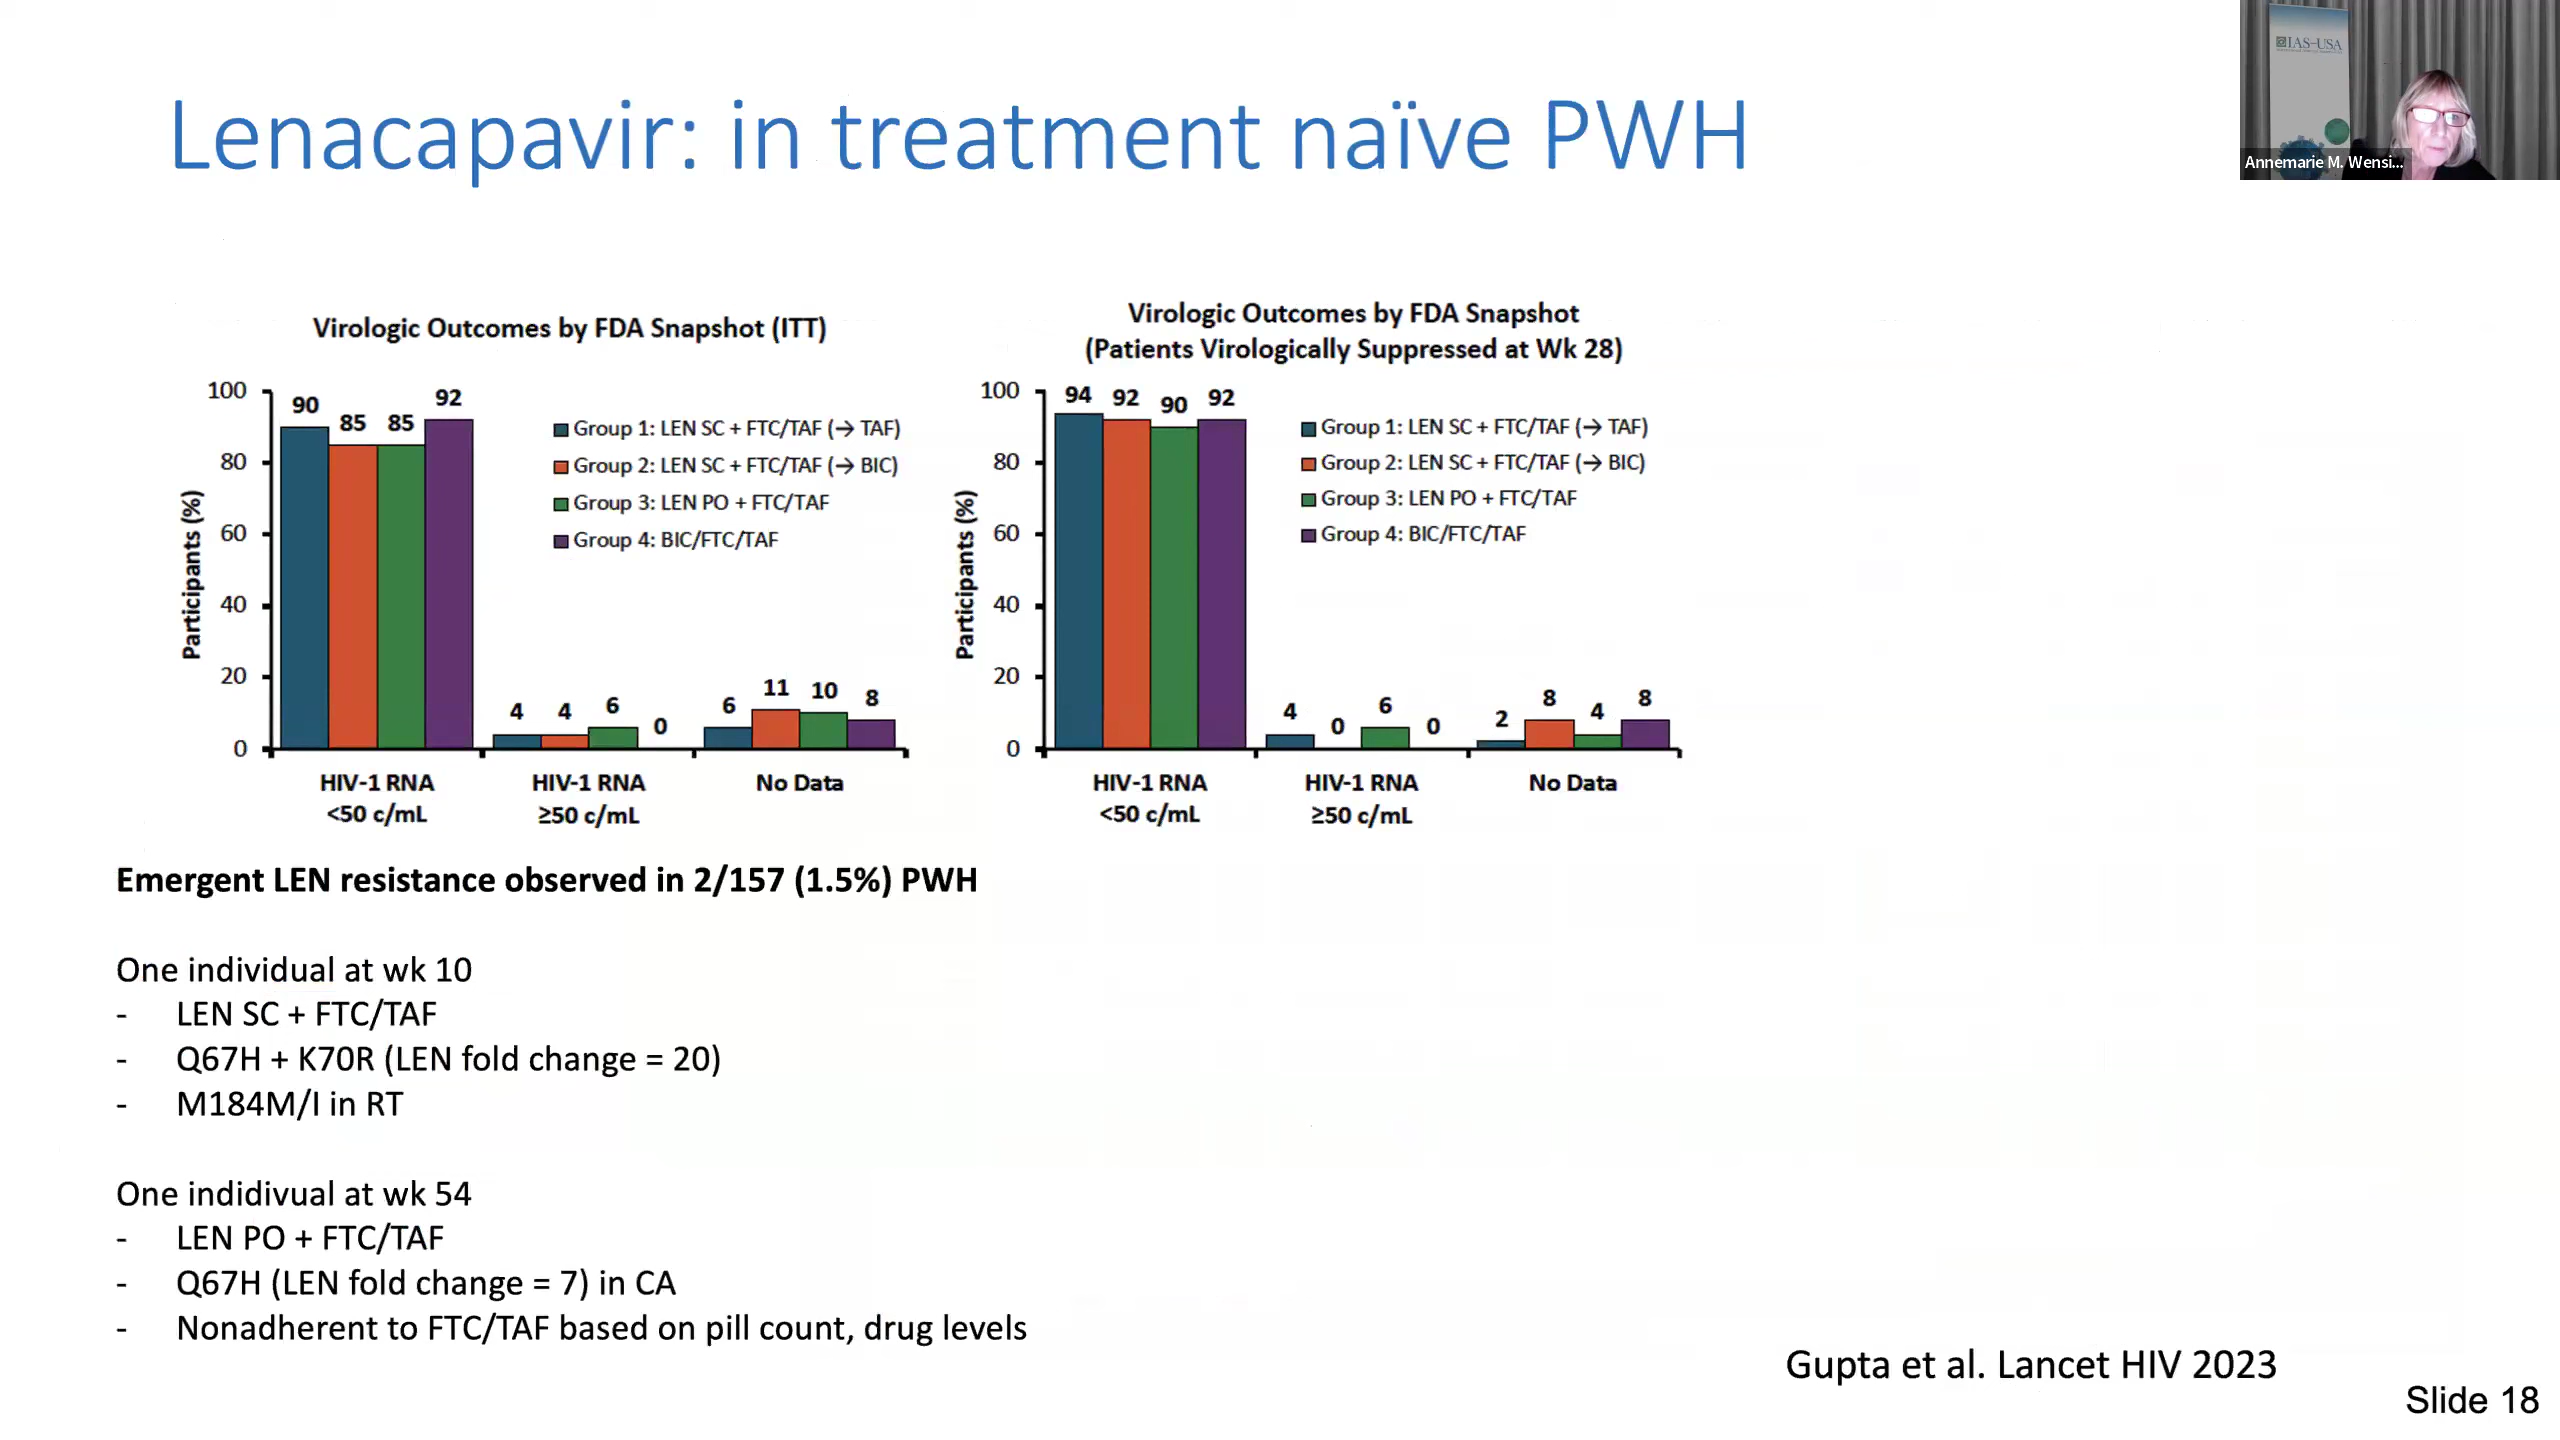 IAS–USA
Annemarie M. Wensi...
Lenacapavir: in treatment naïve PWH
Virologic Outcomes by FDA Snapshot (ITT)
100
80
60
40
20
0
Participants (%)
90
85
85
92
4
4
6
0
6
11
10
8
Group 1: LEN SC + FTC/TAF (→ TAF)
Group 2: LEN SC + FTC/TAF (→ BIC)
Group 3: LEN PO + FTC/TAF
Group 4: BIC/FTC/TAF
HIV-1 RNA
<50 c/mL
HIV-1 RNA
≥50 c/mL
No Data
Virologic Outcomes by FDA Snapshot
(Patients Virologically Suppressed at Wk 28)
100
80
60
40
20
0
Participants (%)
94
92
90
92
4
0
6
0
2
8
4
8
Group 1: LEN SC + FTC/TAF (→ TAF)
Group 2: LEN SC + FTC/TAF (→ BIC)
Group 3: LEN PO + FTC/TAF
Group 4: BIC/FTC/TAF
HIV-1 RNA
<50 c/mL
HIV-1 RNA
≥50 c/mL
No Data
Emergent LEN resistance observed in 2/157 (1.5%) PWH
One individual at wk 10
- LEN SC + FTC/TAF
- Q67H + K70R (LEN fold change = 20)
- M184M/I in RT
One indidivual at wk 54
- LEN PO + FTC/TAF
- Q67H (LEN fold change = 7) in CA
- Nonadherent to FTC/TAF based on pill count, drug levels
Gupta et al. Lancet HIV 2023
Slide 18